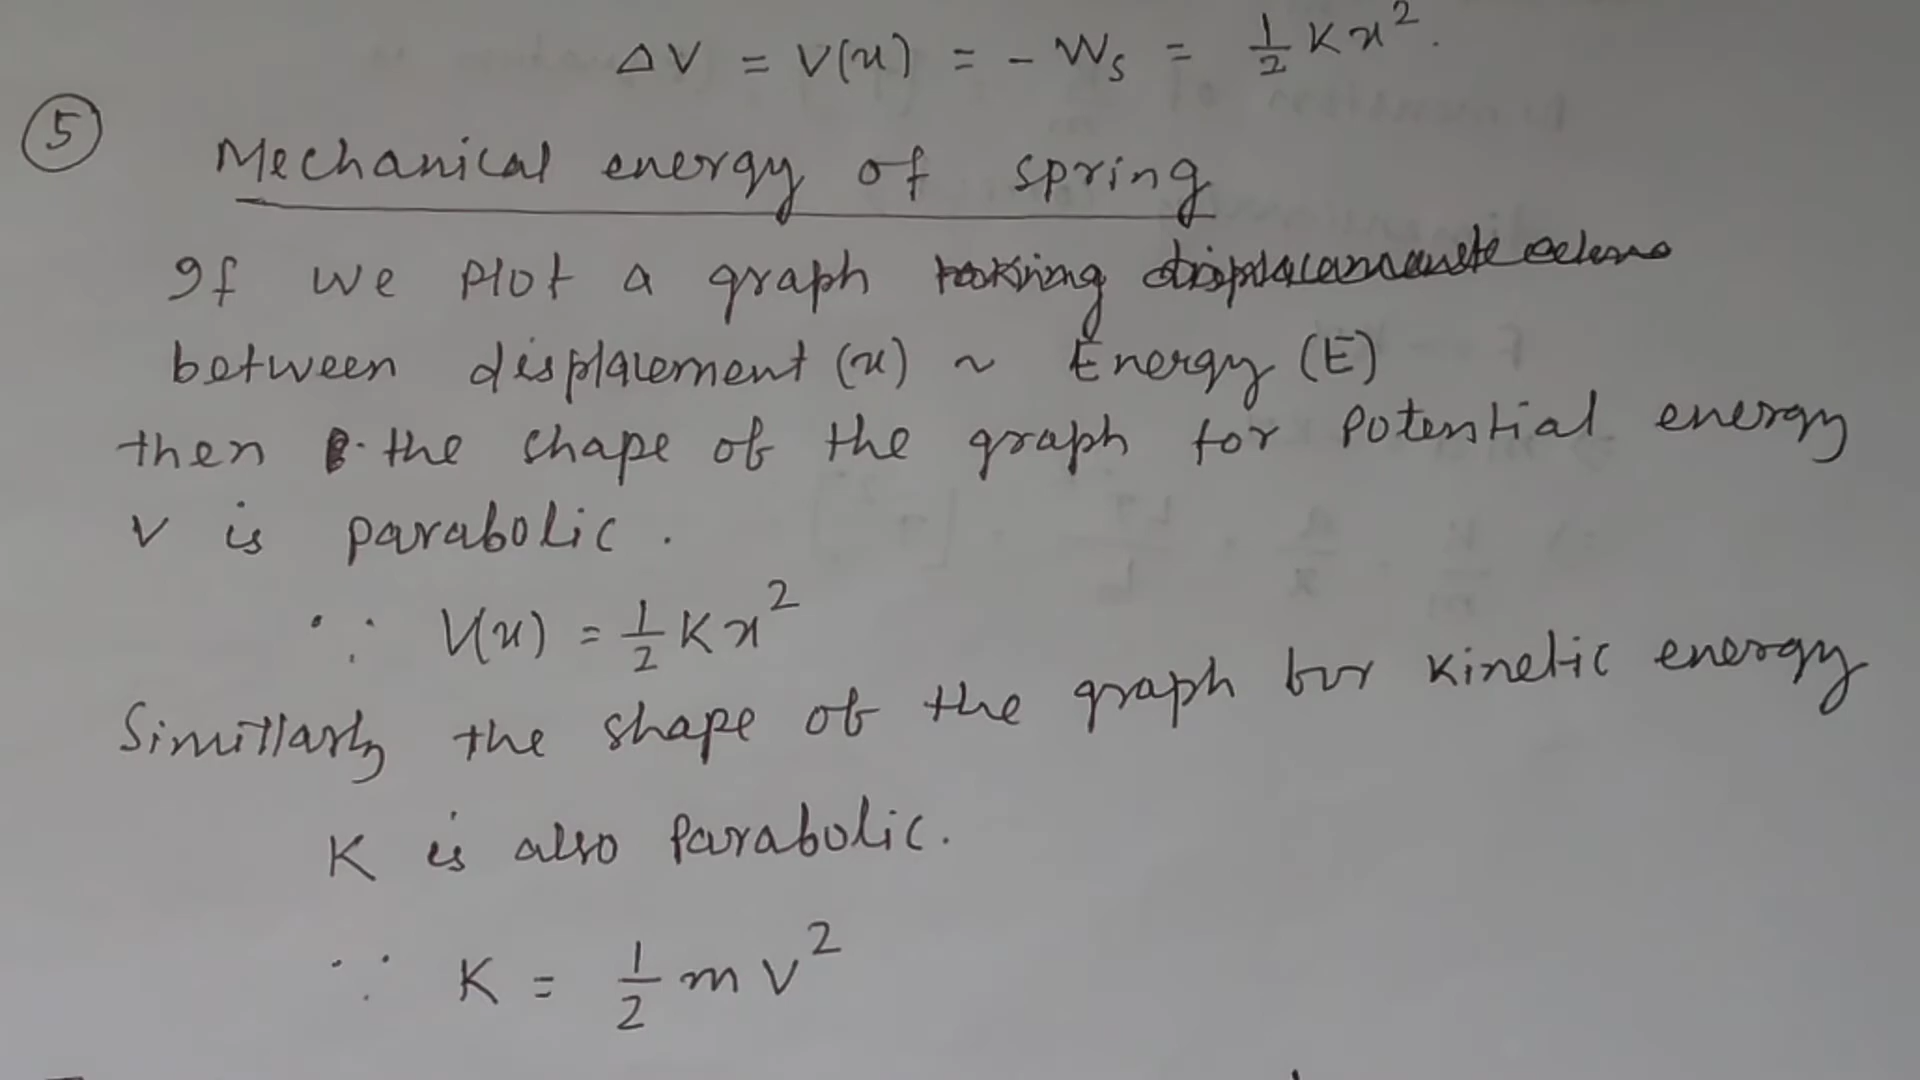 ΔV = V(x) = - Ws = 1/2 Kx².
5 Mechanical energy of spring
If we plot a graph taking
between displacement (x) ~ Energy (E)
then the shape of the graph for Potential energy
V is parabolic.
∵ V(x) = 1/2 Kx²
Simillarly the shape of the graph for kinetic energy
K is also Parabolic.
∵ K = 1/2 mv²